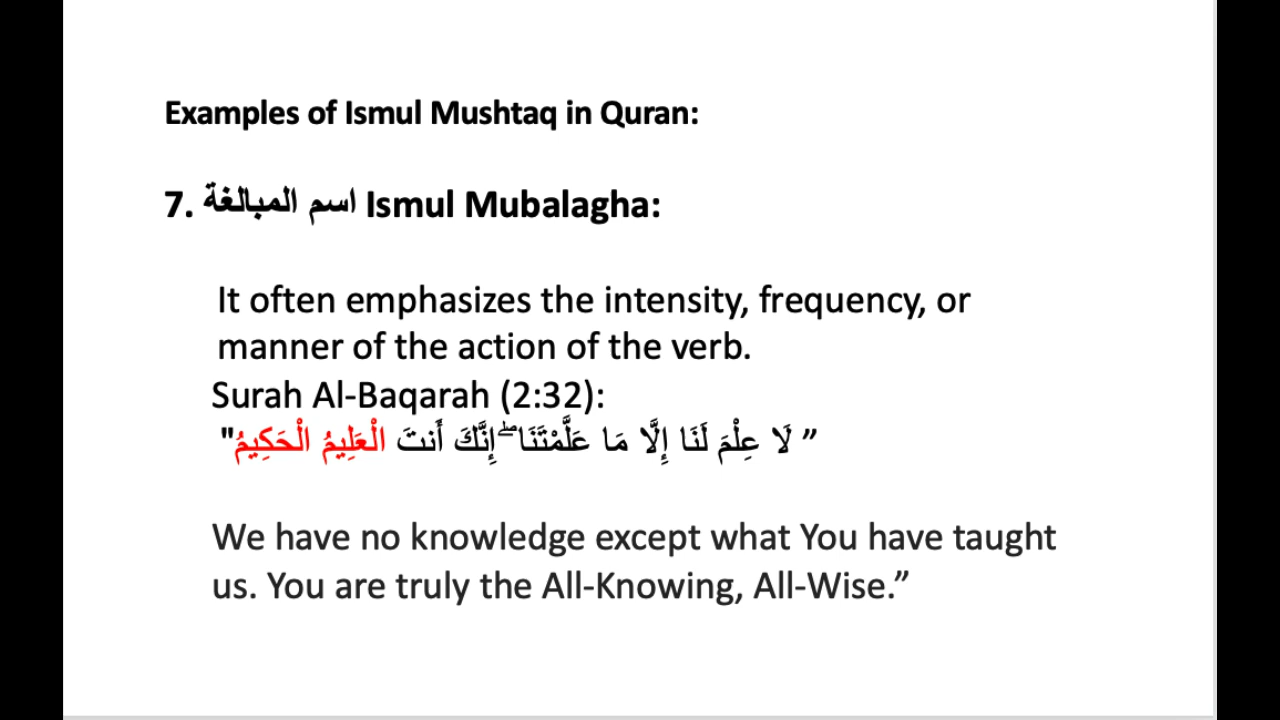 Examples of Ismul Mushtaq in Quran:
7. اسم المبالغة Ismul Mubalagha:
It often emphasizes the intensity, frequency, or
manner of the action of the verb.
Surah Al-Baqarah (2:32):
” لَا عِلْمَ لَنَا إِلَّا مَا عَلَّمْتَنَا ۖ إِنَّكَ أَنتَ الْعَلِيمُ الْحَكِيمُ"
We have no knowledge except what You have taught
us. You are truly the All-Knowing, All-Wise.”